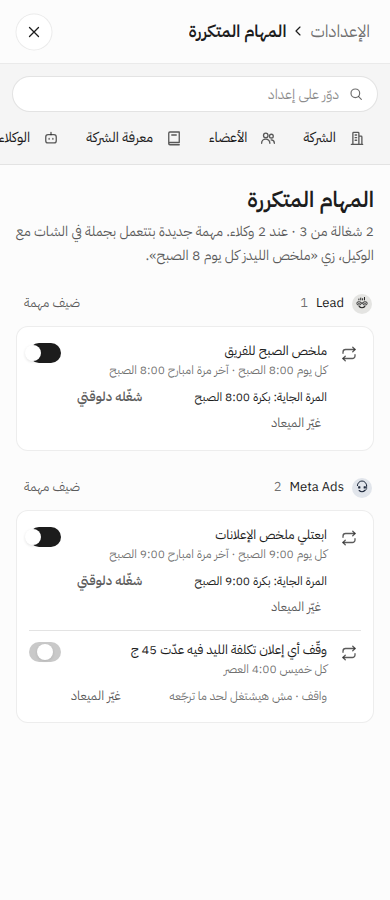 الإعدادات › المهام المتكررة
دوّر على إعداد
الشركة الأعضاء معرفة الشركة الوكلاء
المهام المتكررة
2 شغالة من 3 · عند 2 وكلاء. مهمة جديدة بتتعمل بجملة في الشات مع
الوكيل، زي «ملخص الليدز كل يوم 8 الصبح».
Lead 1 ضيف مهمة
ملخص الصبح للفريق
كل يوم 8:00 الصبح · آخر مرة امبارح 8:00 الصبح
المرة الجاية: بكرة 8:00 الصبح شغّله دلوقتي
غيّر الميعاد
Meta Ads 2 ضيف مهمة
ابعتلي ملخص الإعلانات
كل يوم 9:00 الصبح · آخر مرة امبارح 9:00 الصبح
المرة الجاية: بكرة 9:00 الصبح شغّله دلوقتي
غيّر الميعاد
وقّف أي إعلان تكلفة الليد فيه عدّت 45 ج
كل خميس 4:00 العصر
واقف · مش هيشتغل لحد ما ترجّعه غيّر الميعاد